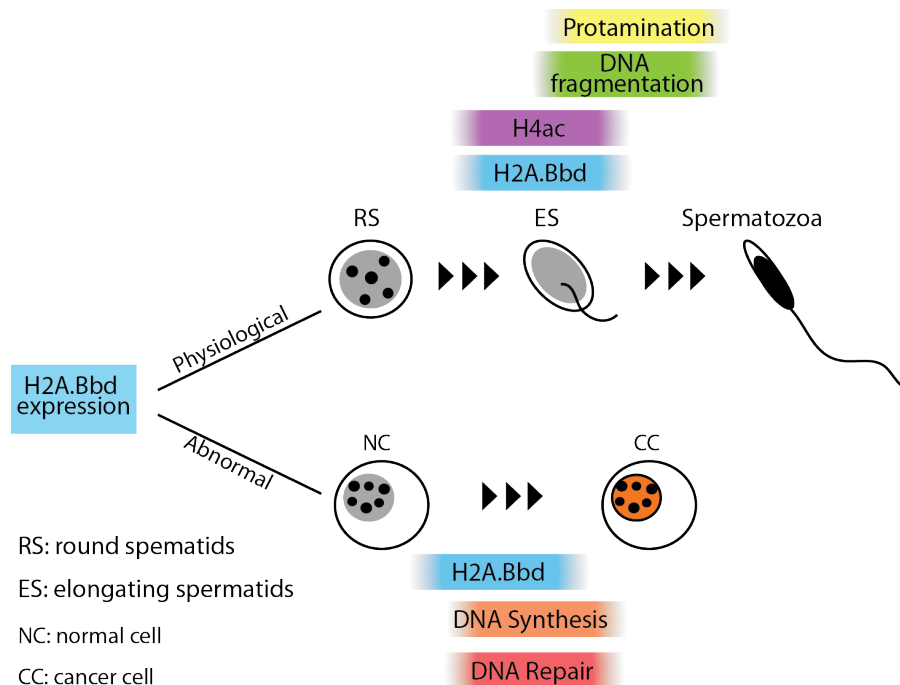 Protamination
DNA
fragmentation
H4ac
H2A.Bbd
RS
ES
Spermatozoa
Physiological
H2A.Bbd
expression
Abnormal
NC
CC
RS: round spematids
ES: elongating spermatids
NC: normal cell
CC: cancer cell
H2A.Bbd
DNA Synthesis
DNA Repair